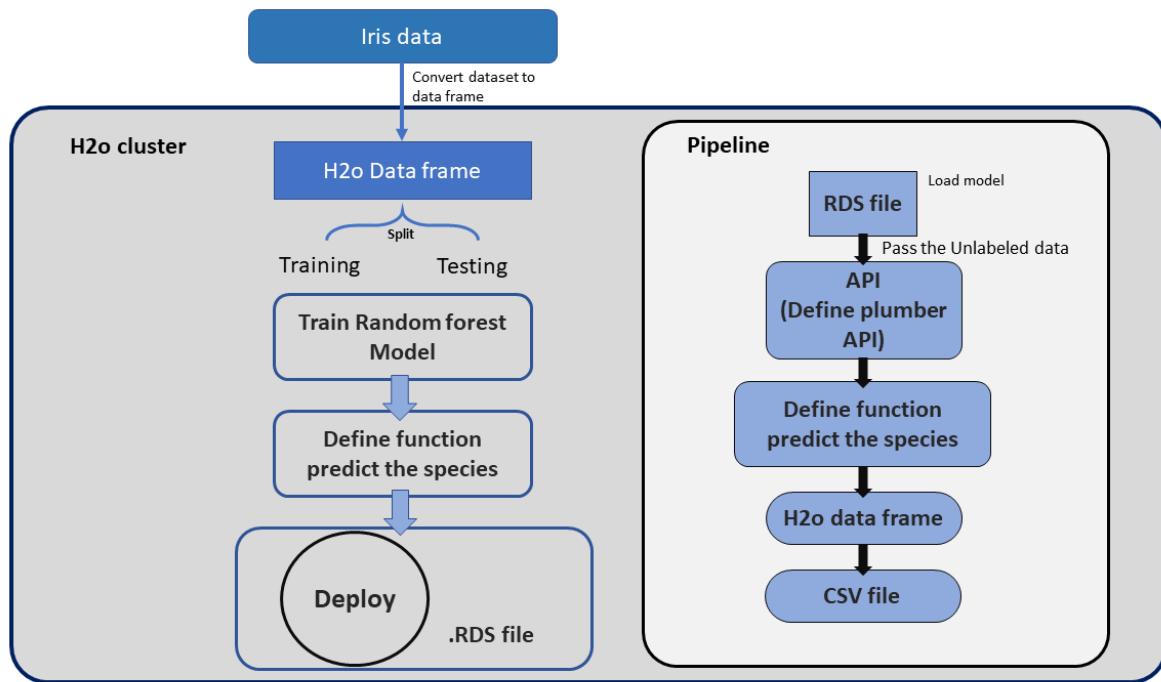 Iris data
Convert dataset to
data frame
H2o cluster
H2o Data frame
Split
Training
Testing
Train Random forest
Model
Define function
predict the species
Deploy
.RDS file
Pipeline
RDS file
Load model
Pass the Unlabeled data
API
(Define plumber
API)
Define function
predict the species
H2o data frame
CSV file